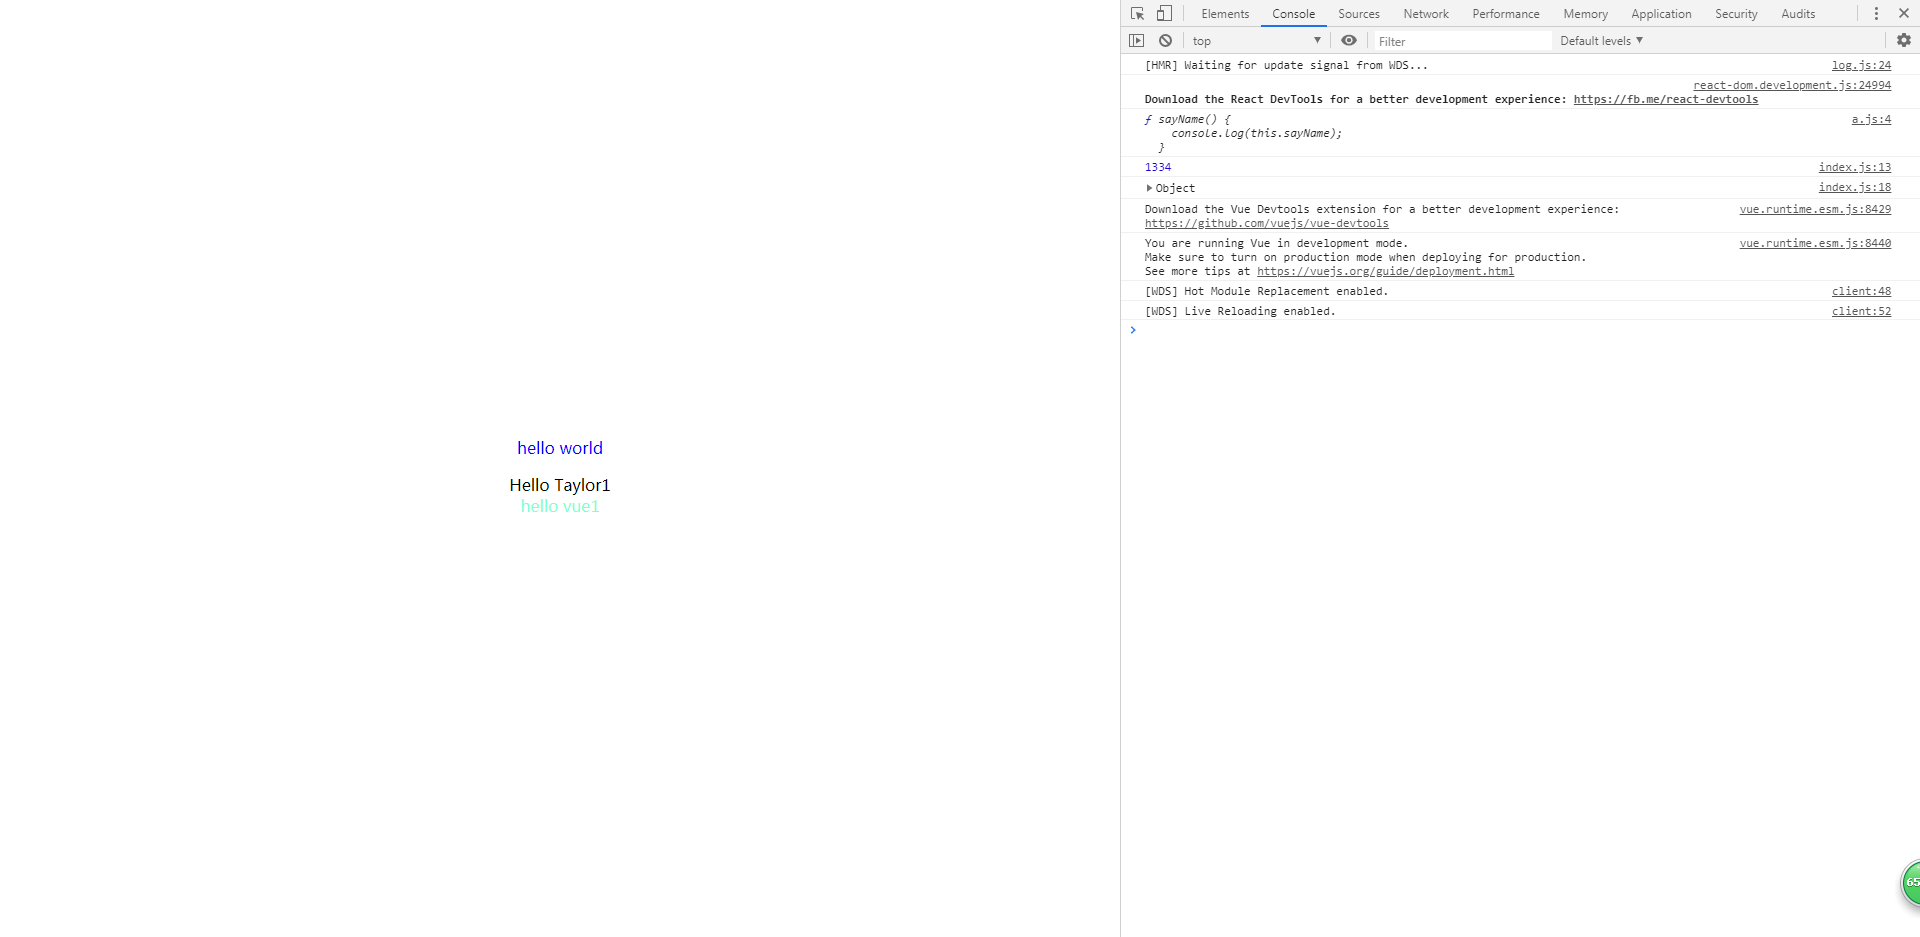 hello world
Hello Taylor1
hello vue1
Elements Console Sources Network Performance Memory Application Security Audits
top Filter Default levels
[HMR] Waiting for update signal from WDS... log.js:24
react-dom.development.js:24994
Download the React DevTools for a better development experience: https://fb.me/react-devtools
ƒ sayName() { a.js:4
console.log(this.sayName);
}
1334 index.js:13
Object index.js:18
Download the Vue Devtools extension for a better development experience: vue.runtime.esm.js:8429
https://github.com/vuejs/vue-devtools
You are running Vue in development mode. vue.runtime.esm.js:8440
Make sure to turn on production mode when deploying for production.
See more tips at https://vuejs.org/guide/deployment.html
[WDS] Hot Module Replacement enabled. client:48
[WDS] Live Reloading enabled. client:52
65